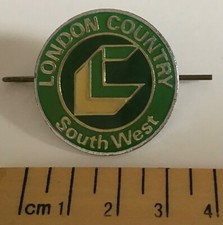 LONDON COUNTRY
South West
cm 1 2 3 4